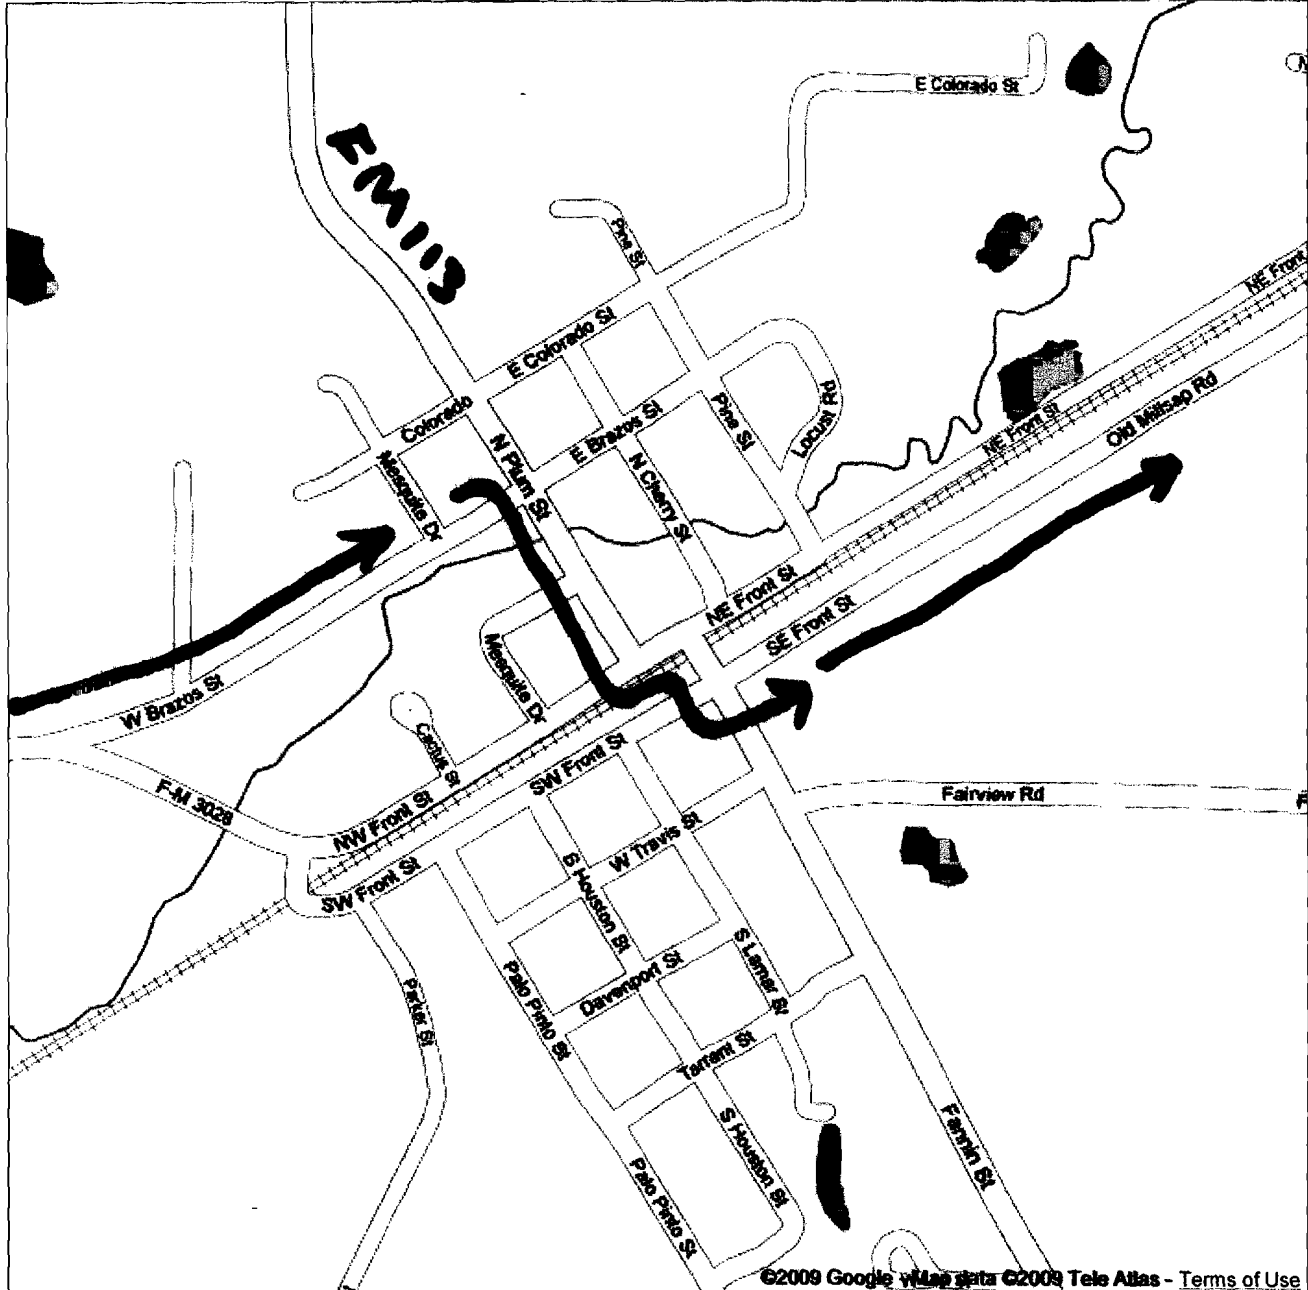 E Colorado St
N
FM113
Pine St
NE Front
E Colorado St
Colorado
Pine St
Locust Rd
Old Millsap Rd
NE Front St
E Brazos St
N Plum St
N Cherry St
Mesquite Dr
NE Front St
SE Front St
Mesquite Dr
W Brazos St
Cactus St
SW Front St
F-M 3028
NW Front St
Fairview Rd
F
W Travis St
SW Front St
S Houston St
S Lamar St
Davenport St
Palo Pinto St
Parker St
Tarrant St
S Houston St
Fannin St
Palo Pinto St
©2009 Google - Map data ©2009 Tele Atlas - Terms of Use